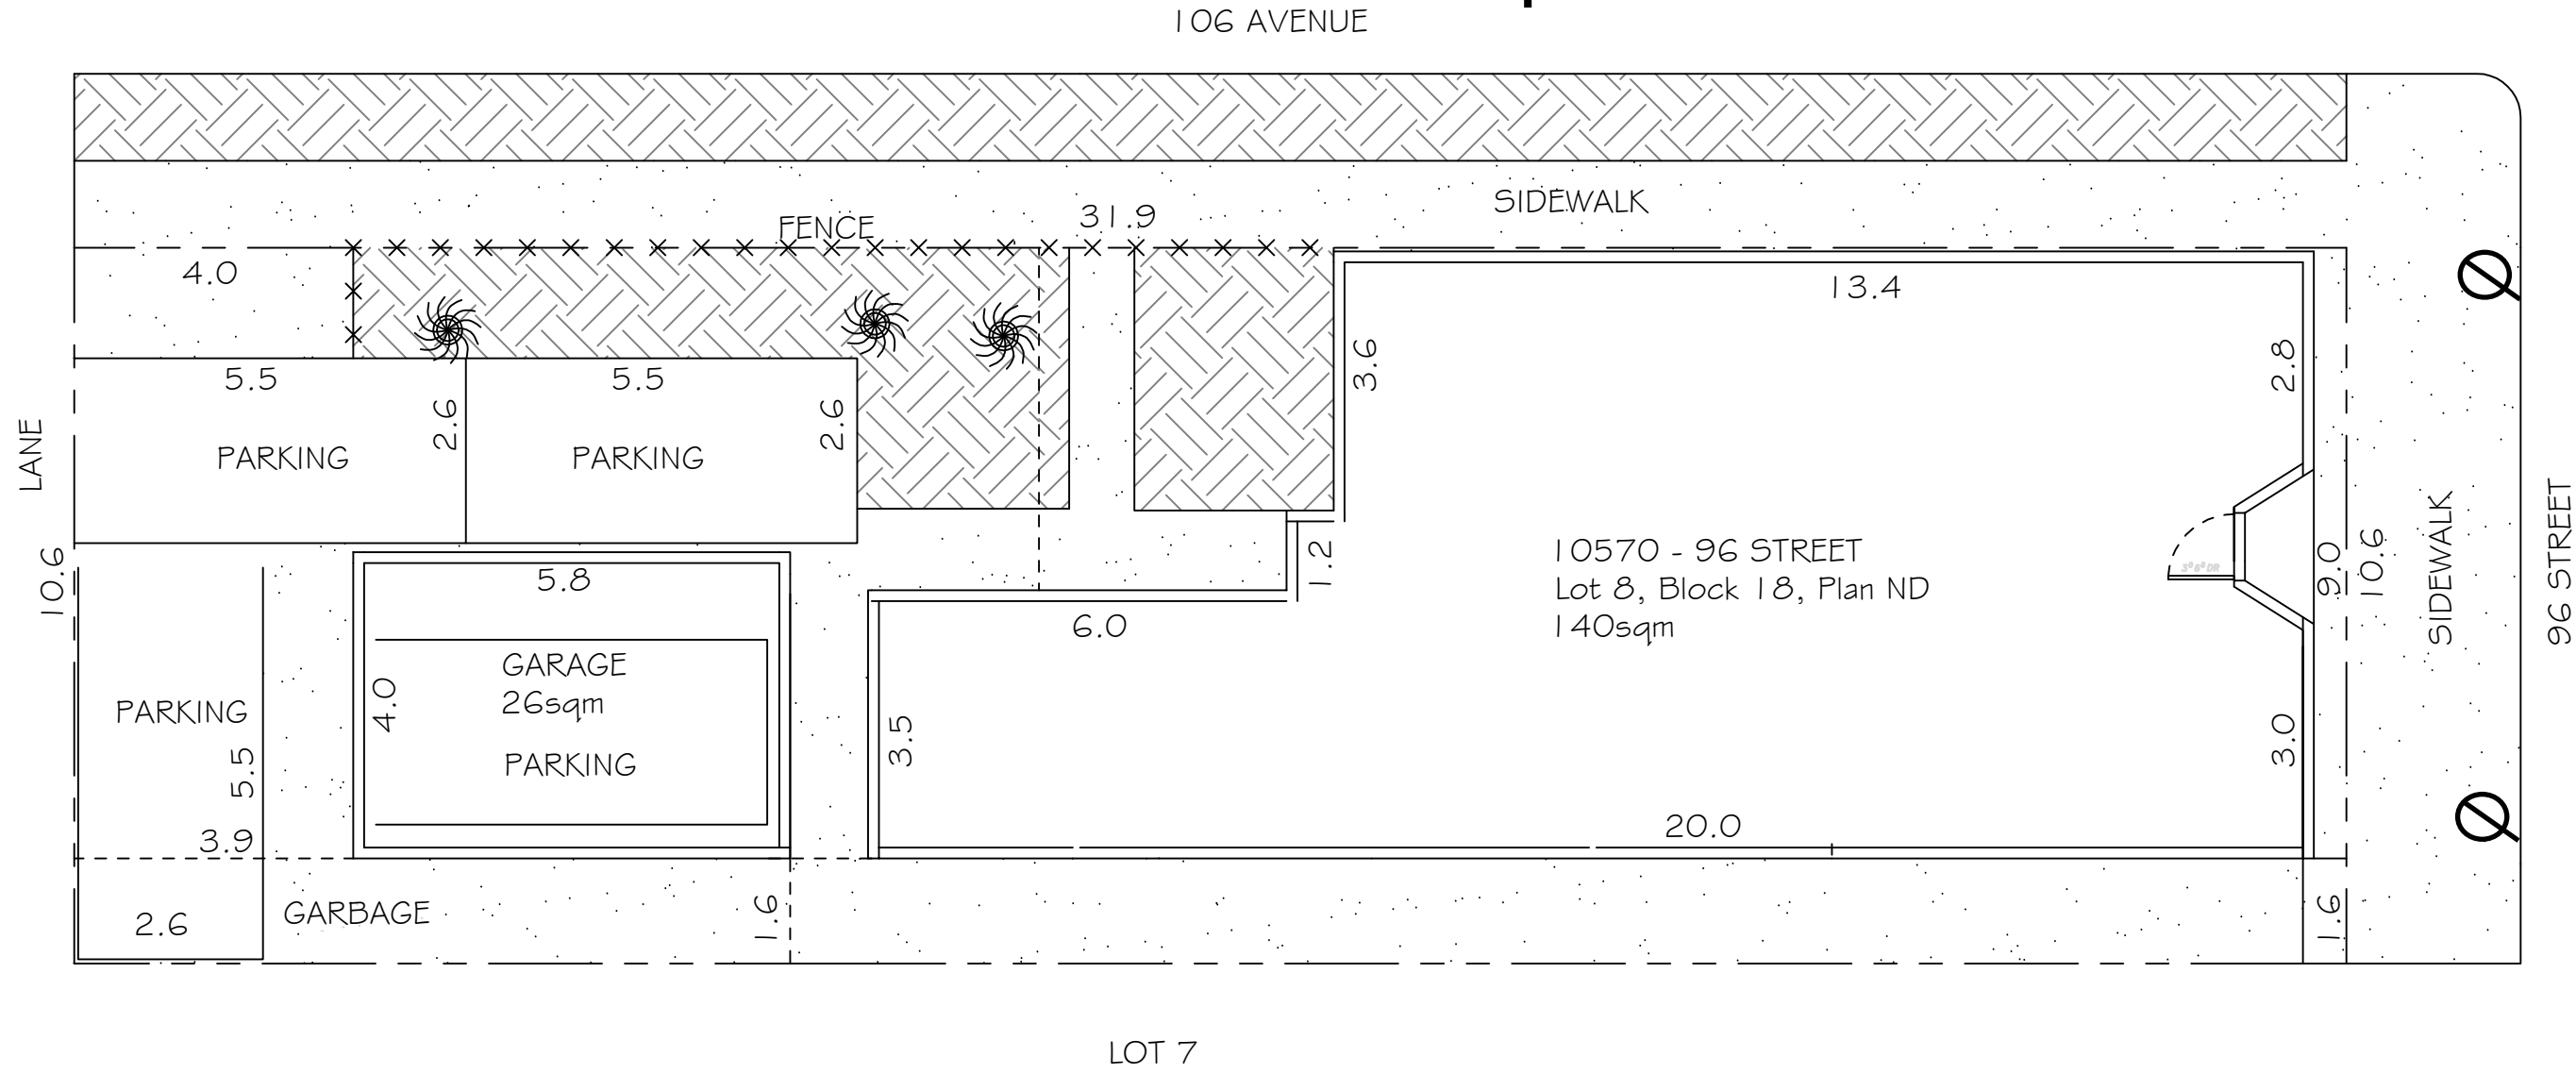 106 AVENUE
SIDEWALK
FENCE
31.9
4.0
13.4
3.6
2.8
5.5
5.5
2.6
2.6
PARKING
PARKING
LANE
10.6
5.8
GARAGE
26sqm
4.0
PARKING
PARKING
5.5
3.9
2.6
GARBAGE
1.6
1.2
6.0
3.5
10570 - 96 STREET
Lot 8, Block 18, Plan ND
140sqm
3°6°DR
9.0
10.6
SIDEWALK
96 STREET
3.0
20.0
1.6
LOT 7